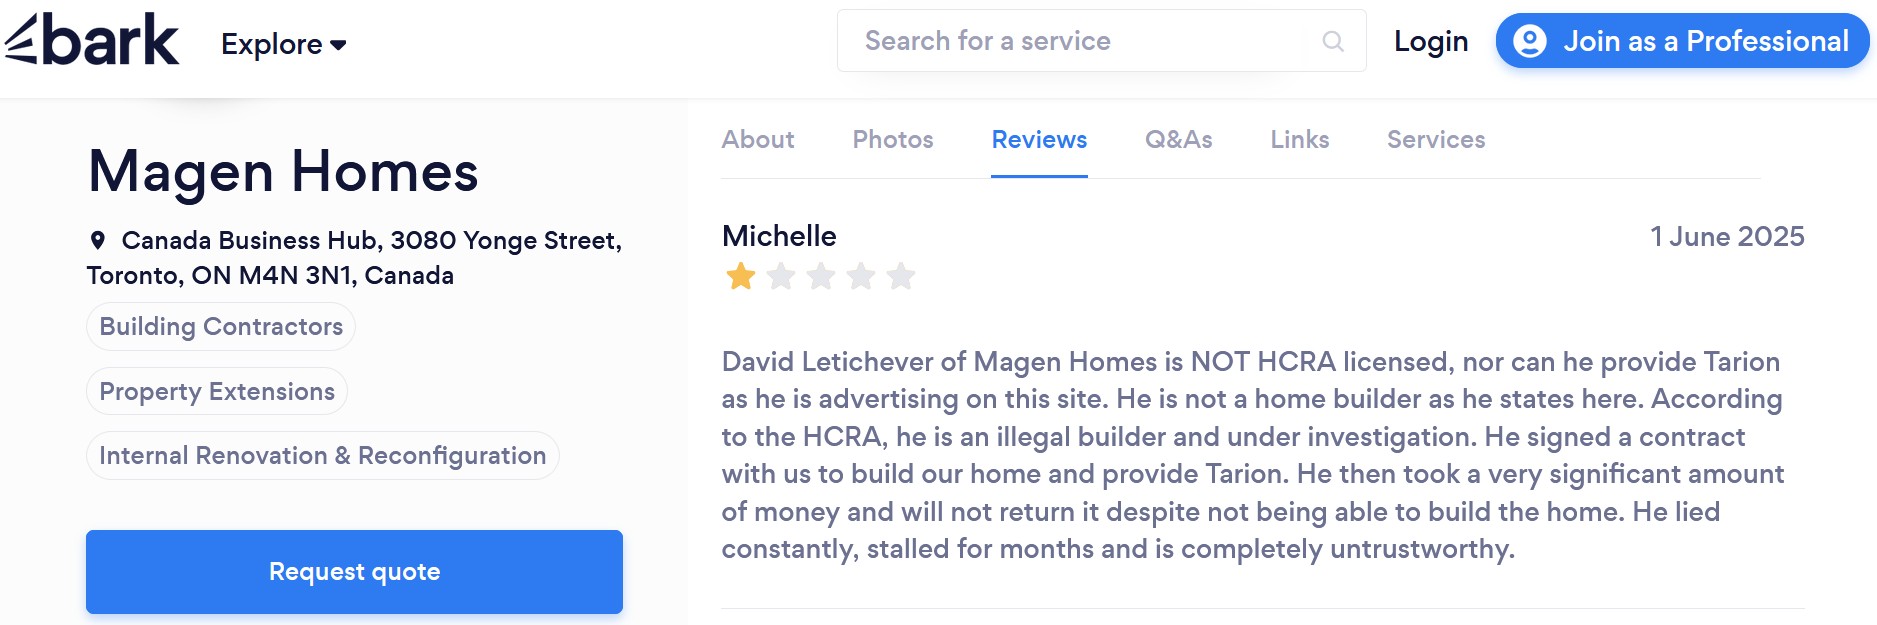 bark
Explore
Search for a service
Login
Join as a Professional
Magen Homes
Canada Business Hub, 3080 Yonge Street,
Toronto, ON M4N 3N1, Canada
Building Contractors
Property Extensions
Internal Renovation & Reconfiguration
Request quote
About
Photos
Reviews
Q&As
Links
Services
Michelle
1 June 2025
David Letichever of Magen Homes is NOT HCRA licensed, nor can he provide Tarion
as he is advertising on this site. He is not a home builder as he states here. According
to the HCRA, he is an illegal builder and under investigation. He signed a contract
with us to build our home and provide Tarion. He then took a very significant amount
of money and will not return it despite not being able to build the home. He lied
constantly, stalled for months and is completely untrustworthy.